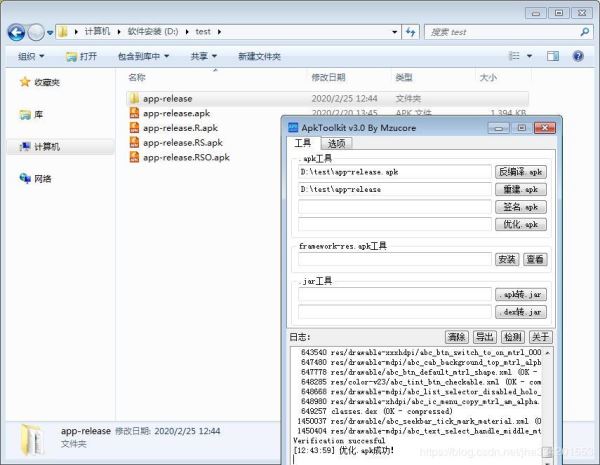 计算机 ▸ 软件安装 (D:) ▸ test ▸
搜索 test
组织 打开 包含到库中 共享 新建文件夹
名称 修改日期 类型 大小
收藏夹
库
计算机
网络
app-release 2020/2/25 12:44 文件夹
app-release.apk 2020/2/20 13:45 APK 文件 1,394 KB
app-release.R.apk
app-release.RS.apk
app-release.RSO.apk
ApkToolkit v3.0 By Mzucore
工具 选项
.apk工具
D:\test\app-release.apk 反编译.apk
D:\test\app-release 重建.apk
签名.apk
优化.apk
framework-res.apk工具
安装 查看
.jar工具
.apk转.jar
.dex转.jar
日志: 清除 导出 检测 关于
643540 res/drawable-xxxhdpi/abc_btn_switch_to_on_mtrl_000
647480 res/drawable-mdpi/abc_cab_background_top_mtrl_alph
647778 res/drawable/abc_btn_default_mtrl_shape.xml (OK -
648285 res/color-v23/abc_tint_btn_checkable.xml (OK - com
648668 res/drawable-mdpi/abc_list_selector_disabled_holo_
648980 res/drawable-xhdpi/abc_ic_menu_copy_mtrl_am_alpha.
649257 classes.dex (OK - compressed)
1450037 res/drawable/abc_seekbar_tick_mark_material.xml (O
1450404 res/drawable-mdpi/abc_text_select_handle_middle_mt
Verification succesful
[12:43:59] 优化.apk成功!
app-release 修改日期: 2020/2/25 12:44
文件夹